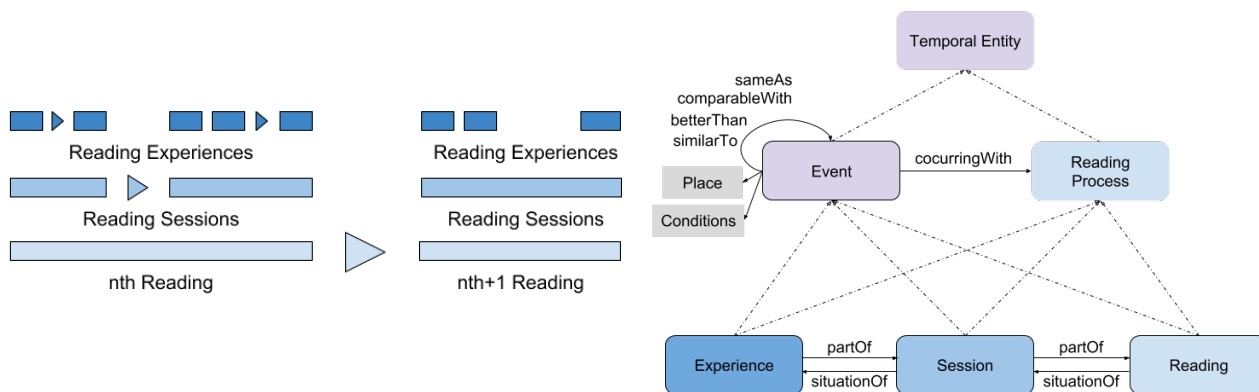 Reading Experiences
Reading Sessions
nth Reading
Reading Experiences
Reading Sessions
nth+1 Reading
Temporal Entity
sameAs
comparableWith
betterThan
similarTo
Event
cocurringWith
Reading
Process
Place
Conditions
Experience
partOf
situationOf
Session
partOf
situationOf
Reading